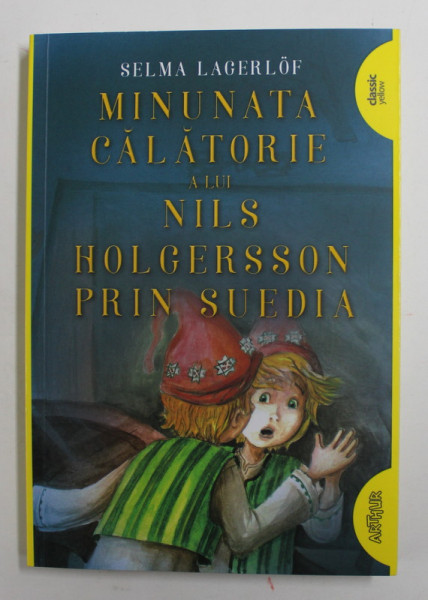 SELMA LAGERLÖF
classic
yellow
MINUNATA
CĂLĂTORIE
A LUI
NILS
HOLGERSSON
PRIN SUEDIA
ARTHUR